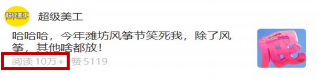 超级美工
哈哈哈，今年潍坊风筝节笑死我，除了风
筝，其他啥都放！
阅读 10万+ 赞 5119